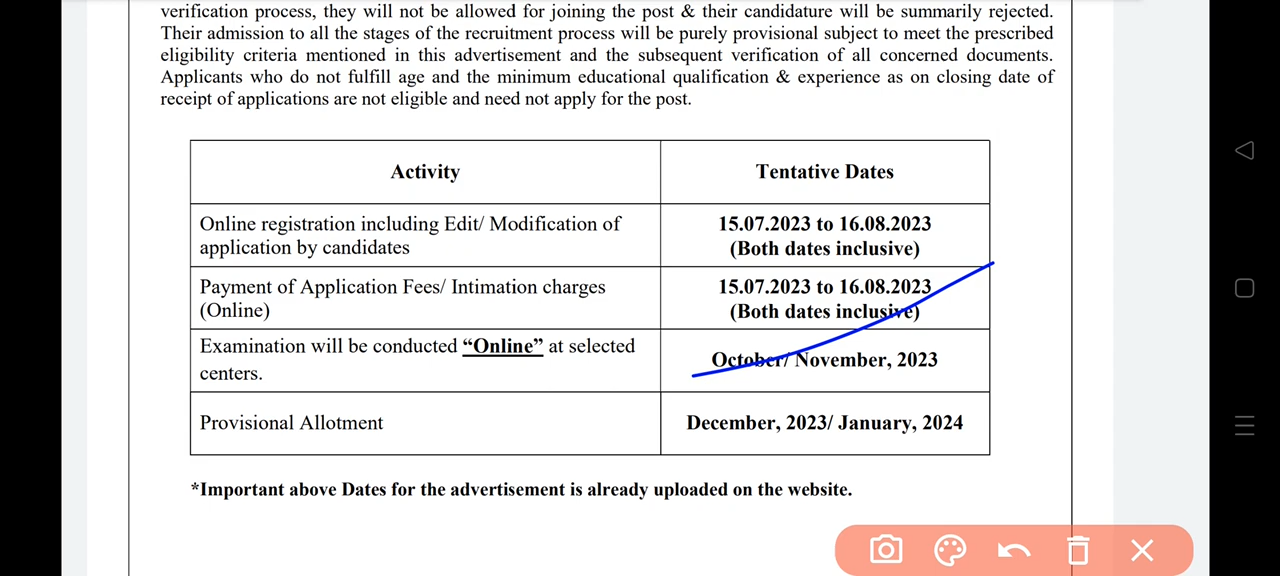 verification process, they will not be allowed for joining the post & their candidature will be summarily rejected.
Their admission to all the stages of the recruitment process will be purely provisional subject to meet the prescribed
eligibility criteria mentioned in this advertisement and the subsequent verification of all concerned documents.
Applicants who do not fulfill age and the minimum educational qualification & experience as on closing date of
receipt of applications are not eligible and need not apply for the post.
Activity
Tentative Dates
Online registration including Edit/ Modification of
application by candidates
15.07.2023 to 16.08.2023
(Both dates inclusive)
Payment of Application Fees/ Intimation charges
(Online)
15.07.2023 to 16.08.2023
(Both dates inclusive)
Examination will be conducted “Online” at selected
centers.
October/ November, 2023
Provisional Allotment
December, 2023/ January, 2024
*Important above Dates for the advertisement is already uploaded on the website.